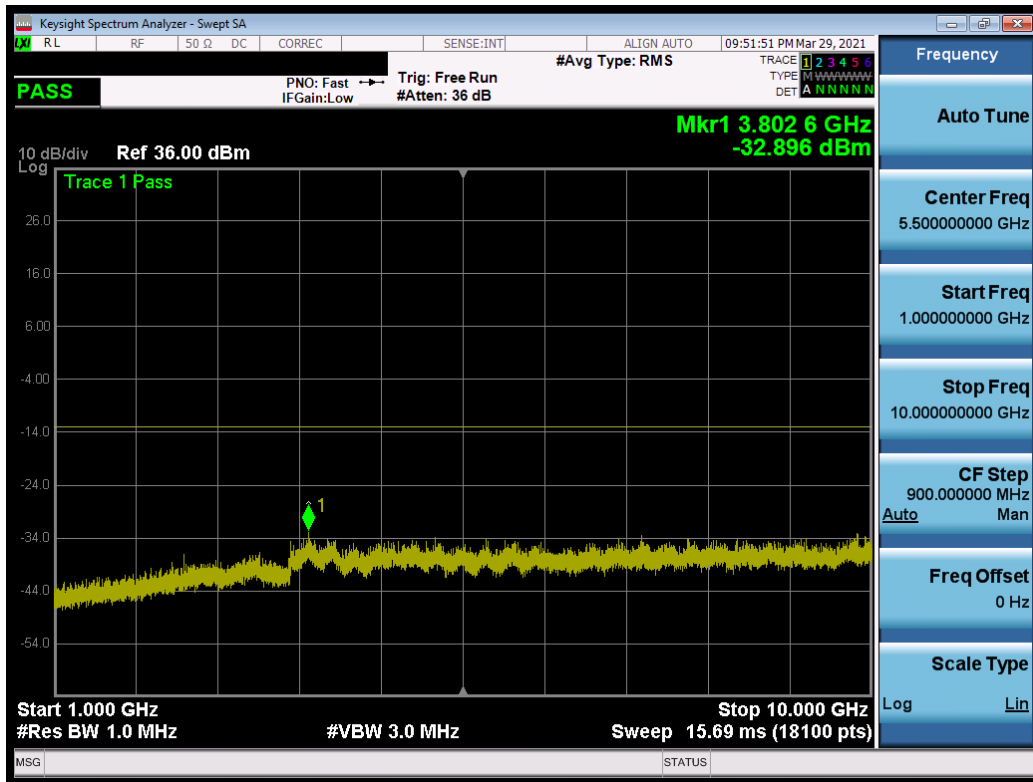 Keysight Spectrum Analyzer - Swept SA
LXI RL RF 50 Ω DC CORREC SENSE:INT ALIGN AUTO 09:51:51 PM Mar 29, 2021
Frequency
PASS
PNO: Fast
IFGain:Low
Trig: Free Run
#Atten: 36 dB
#Avg Type: RMS
TRACE 1 2 3 4 5 6
TYPE M WWWWW
DET A N N N N N
Mkr1 3.802 6 GHz
-32.896 dBm
10 dB/div Ref 36.00 dBm
Log
Trace 1 Pass
26.0
16.0
6.00
-4.00
-14.0
-24.0
1
-34.0
-44.0
-54.0
Start 1.000 GHz Stop 10.000 GHz
#Res BW 1.0 MHz #VBW 3.0 MHz Sweep 15.69 ms (18100 pts)
Auto Tune
Center Freq
5.500000000 GHz
Start Freq
1.000000000 GHz
Stop Freq
10.000000000 GHz
CF Step
900.000000 MHz
Auto Man
Freq Offset
0 Hz
Scale Type
Log Lin
MSG STATUS